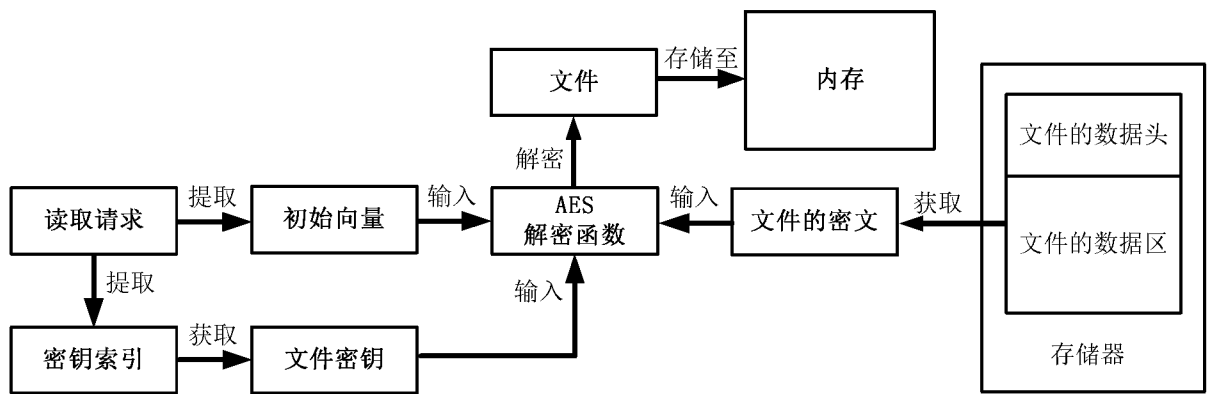 存储至
文件
内存
文件的数据头
解密
提取
输入
AES
输入
获取
读取请求
初始向量
解密函数
文件的密文
文件的数据区
提取
输入
获取
密钥索引
文件密钥
存储器